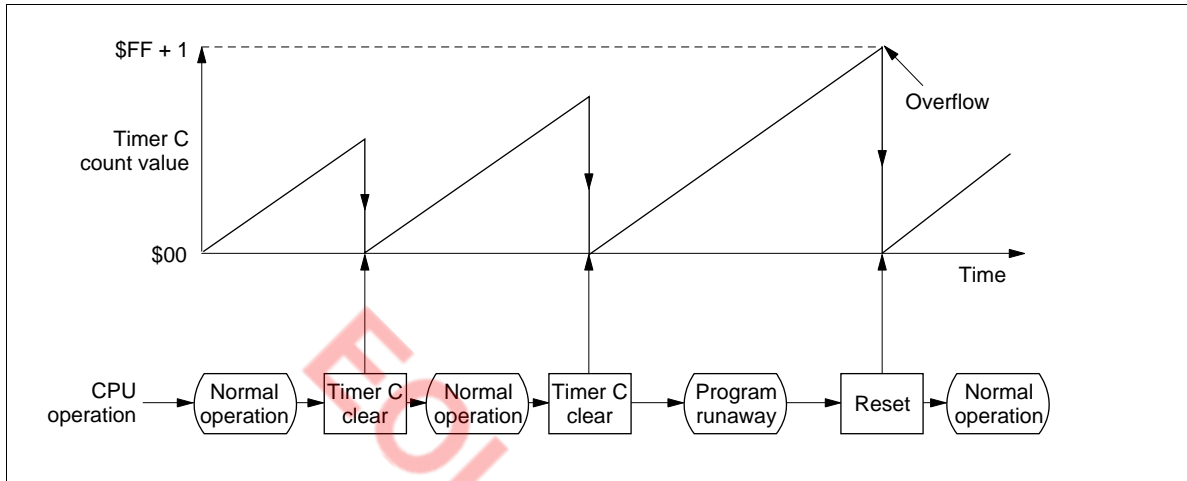 $FF + 1
Overflow
Timer C
count value
$00
Time
CPU
operation
Normal
operation
Timer C
clear
Normal
operation
Timer C
clear
Program
runaway
Reset
Normal
operation